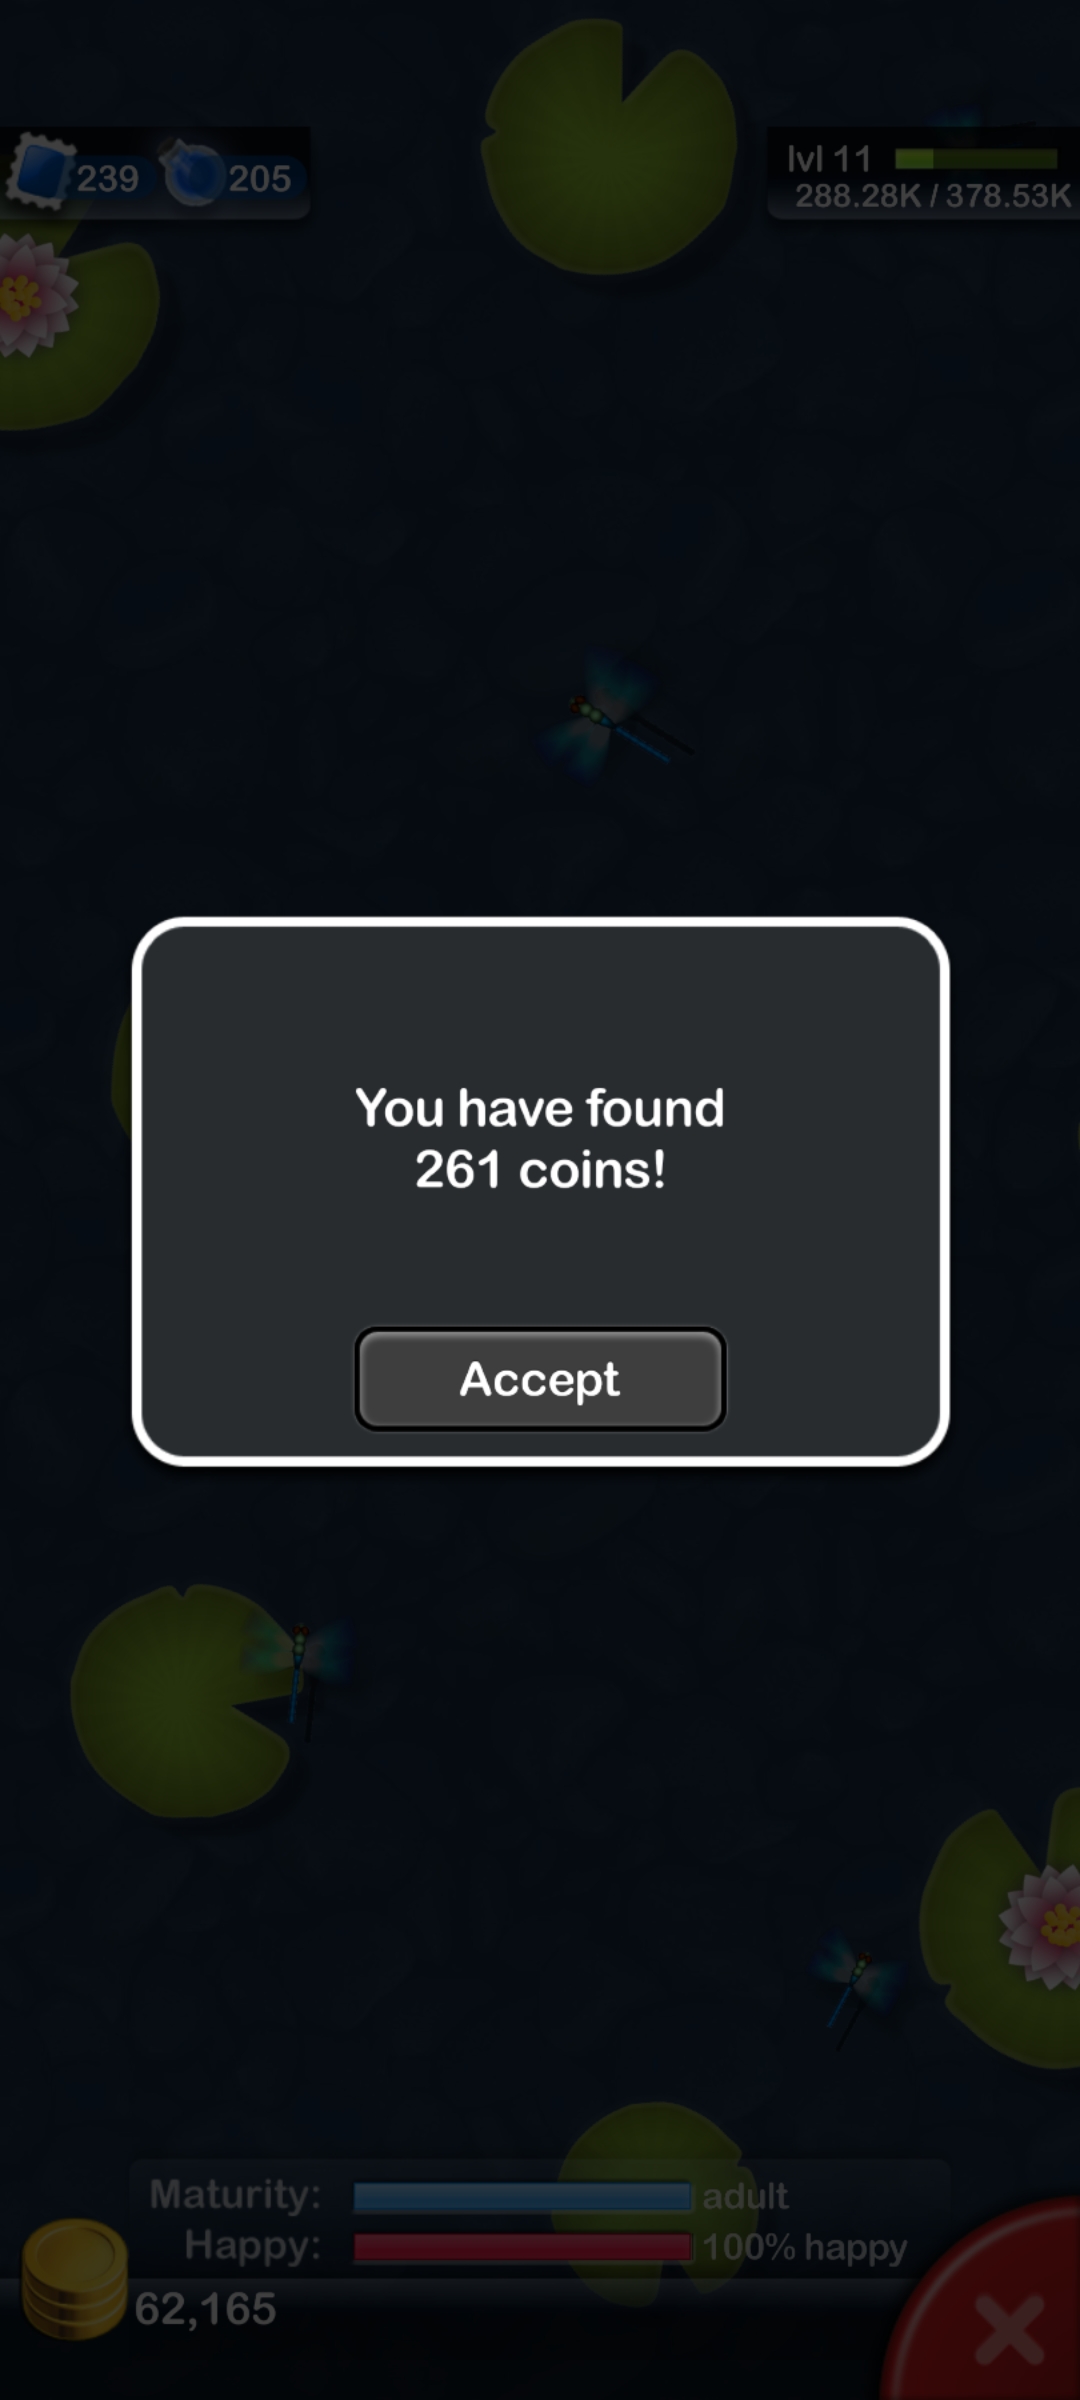 239 205
lvl 11
288.28K / 378.53K
You have found
261 coins!
Accept
Maturity: adult
Happy: 100% happy
62,165